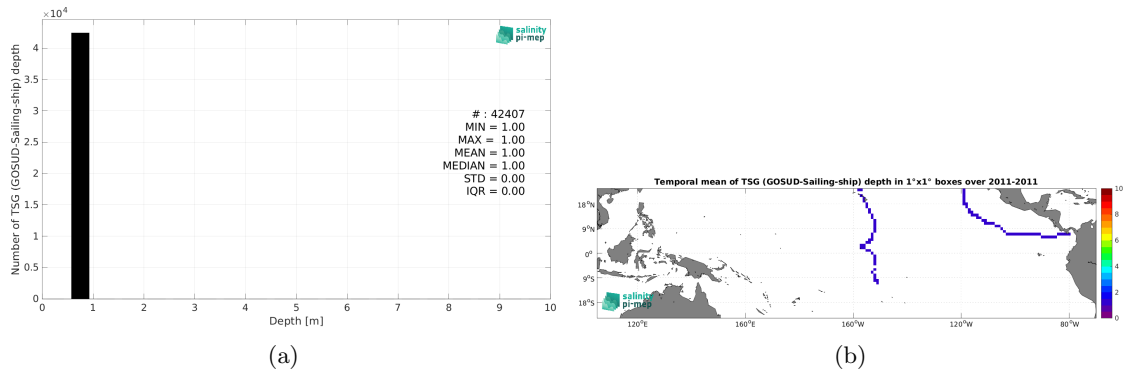 ×10⁴
salinity
pi-mep
4
3.5
3
2.5
2
1.5
1
0.5
0
Number of TSG (GOSUD-Sailing-ship) depth
# : 42407
MIN = 1.00
MAX = 1.00
MEAN = 1.00
MEDIAN = 1.00
STD = 0.00
IQR = 0.00
0 1 2 3 4 5 6 7 8 9 10
Depth [m]
(a)
Temporal mean of TSG (GOSUD-Sailing-ship) depth in 1°x1° boxes over 2011-2011
18°N
9°N
0°
9°S
18°S
salinity
pi-mep
120°E 160°E 160°W 120°W 80°W
10
8
6
4
2
0
(b)